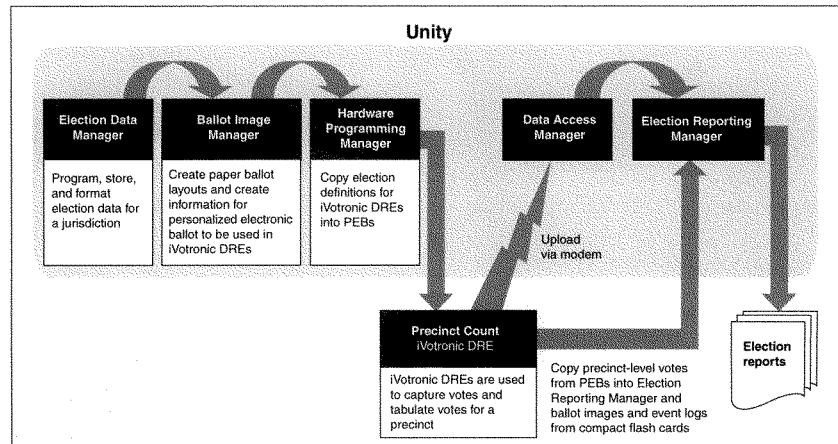 Unity
Election Data
Manager
Program, store,
and format
election data for
a jurisdiction
Ballot Image
Manager
Create paper ballot
layouts and create
information for
personalized electronic
ballot to be used in
iVotronic DREs
Hardware
Programming
Manager
Copy election
definitions for
iVotronic DREs
into PEBs
Data Access
Manager
Election Reporting
Manager
Upload
via modem
Precinct Count
iVotronic DRE
iVotronic DREs are used
to capture votes and
tabulate votes for a
precinct
Copy precinct-level votes
from PEBs into Election
Reporting Manager and
ballot images and event logs
from compact flash cards
Election
reports